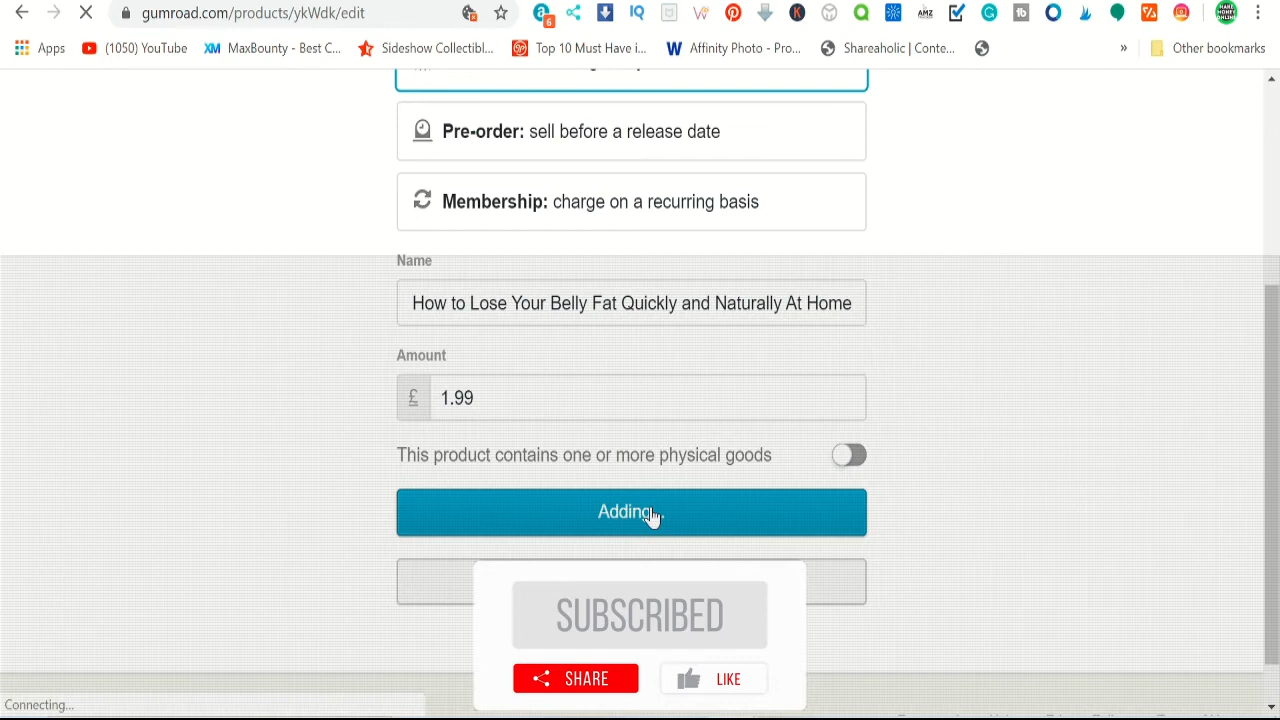 gumroad.com/products/ykWdk/edit
6
Apps
(1050) YouTube
MaxBounty - Best C...
Sideshow Collectibl...
Top 10 Must Have i...
Affinity Photo - Pro...
Shareaholic | Conte...
»
Other bookmarks
Pre-order: sell before a release date
Membership: charge on a recurring basis
Name
How to Lose Your Belly Fat Quickly and Naturally At Home
Amount
£ 1.99
This product contains one or more physical goods
Adding...
SUBSCRIBED
SHARE
LIKE
Connecting...